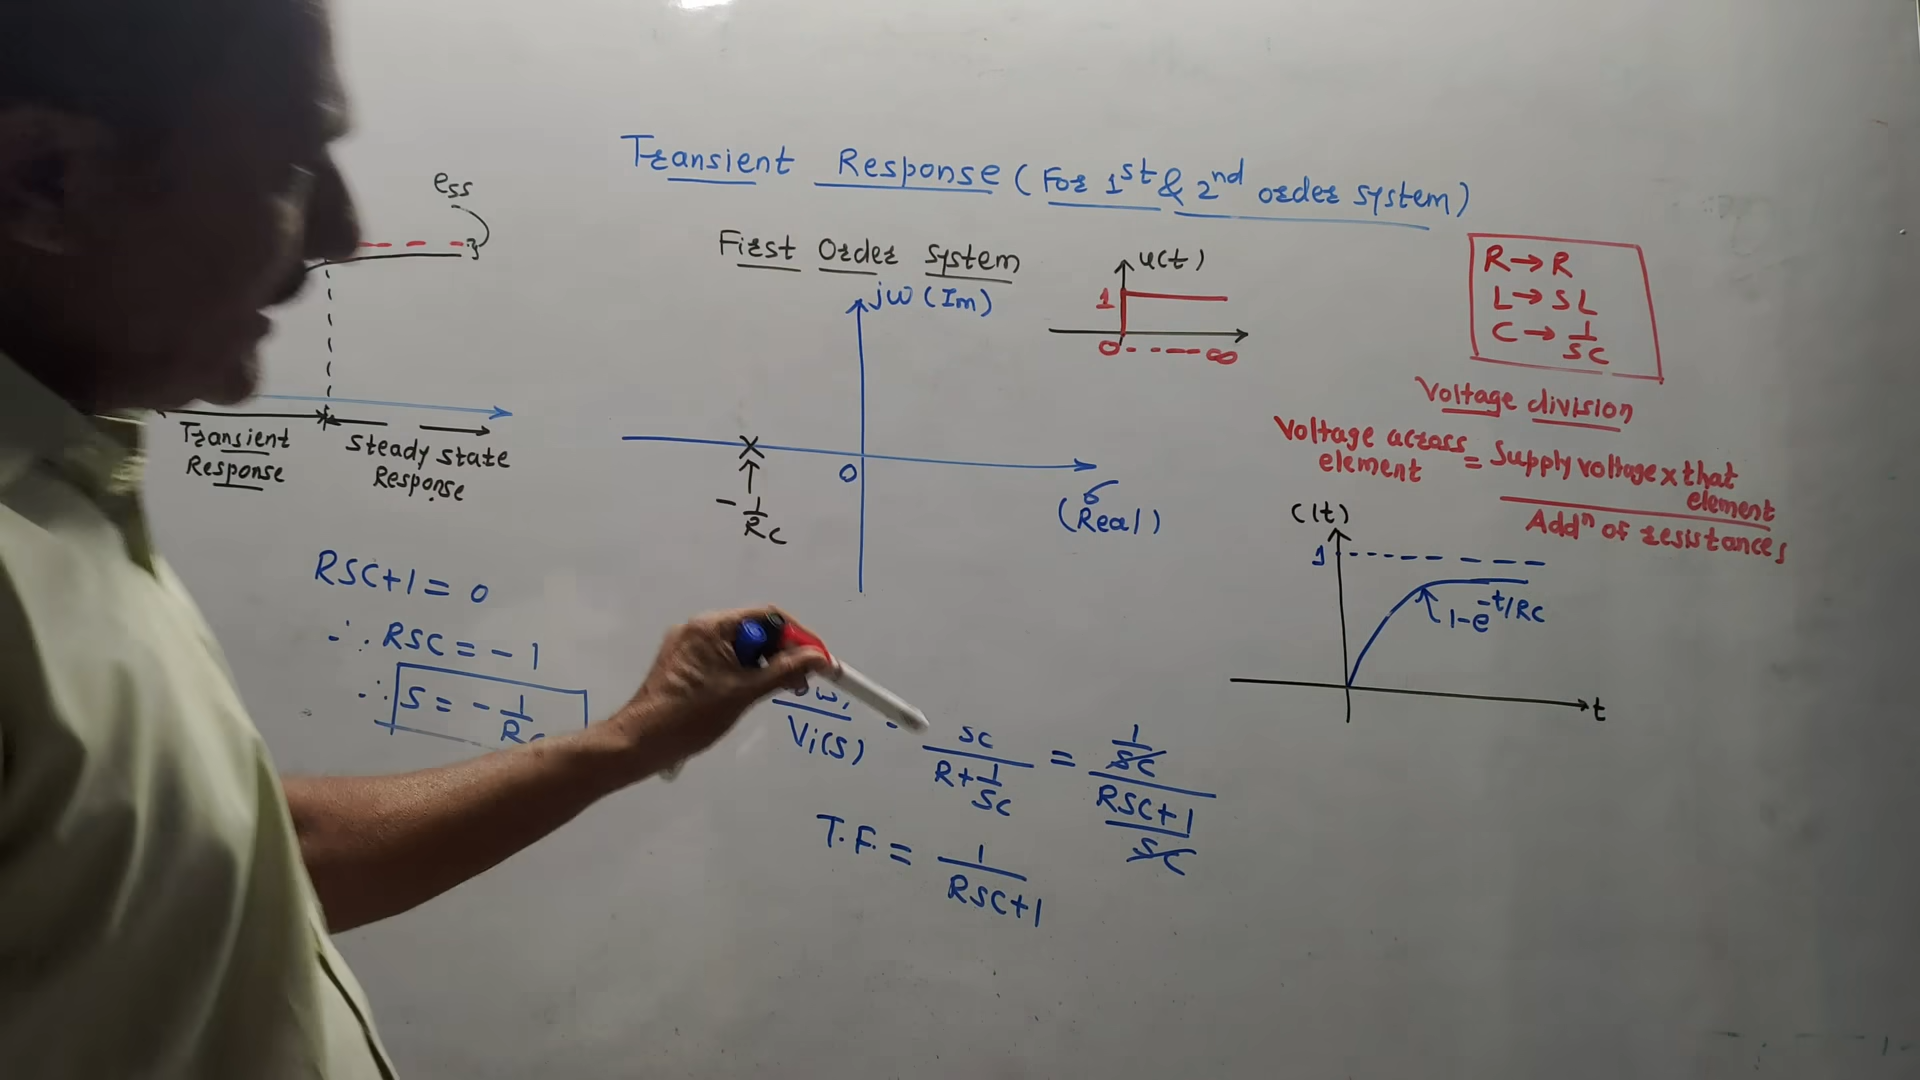 Transient Response (For 1st & 2nd order system)
ess
First Order System
jω (Im)
0
σ
(Real)
- 1/RC
u(t)
1
0 - - - - ∞
R → R
L → SL
C → 1/SC
Voltage division
Voltage across element = Supply voltage x that element / Addn of resistances
Transient
Response
Steady state
Response
C(t)
1
1-e^-t/RC
t
RSC+1 = 0
∴ RSC = - 1
∴ S = - 1/RC
Vi(s)
SC / R+1/SC = 1/SC / RSC+1/SC
T.F. = 1 / RSC+1